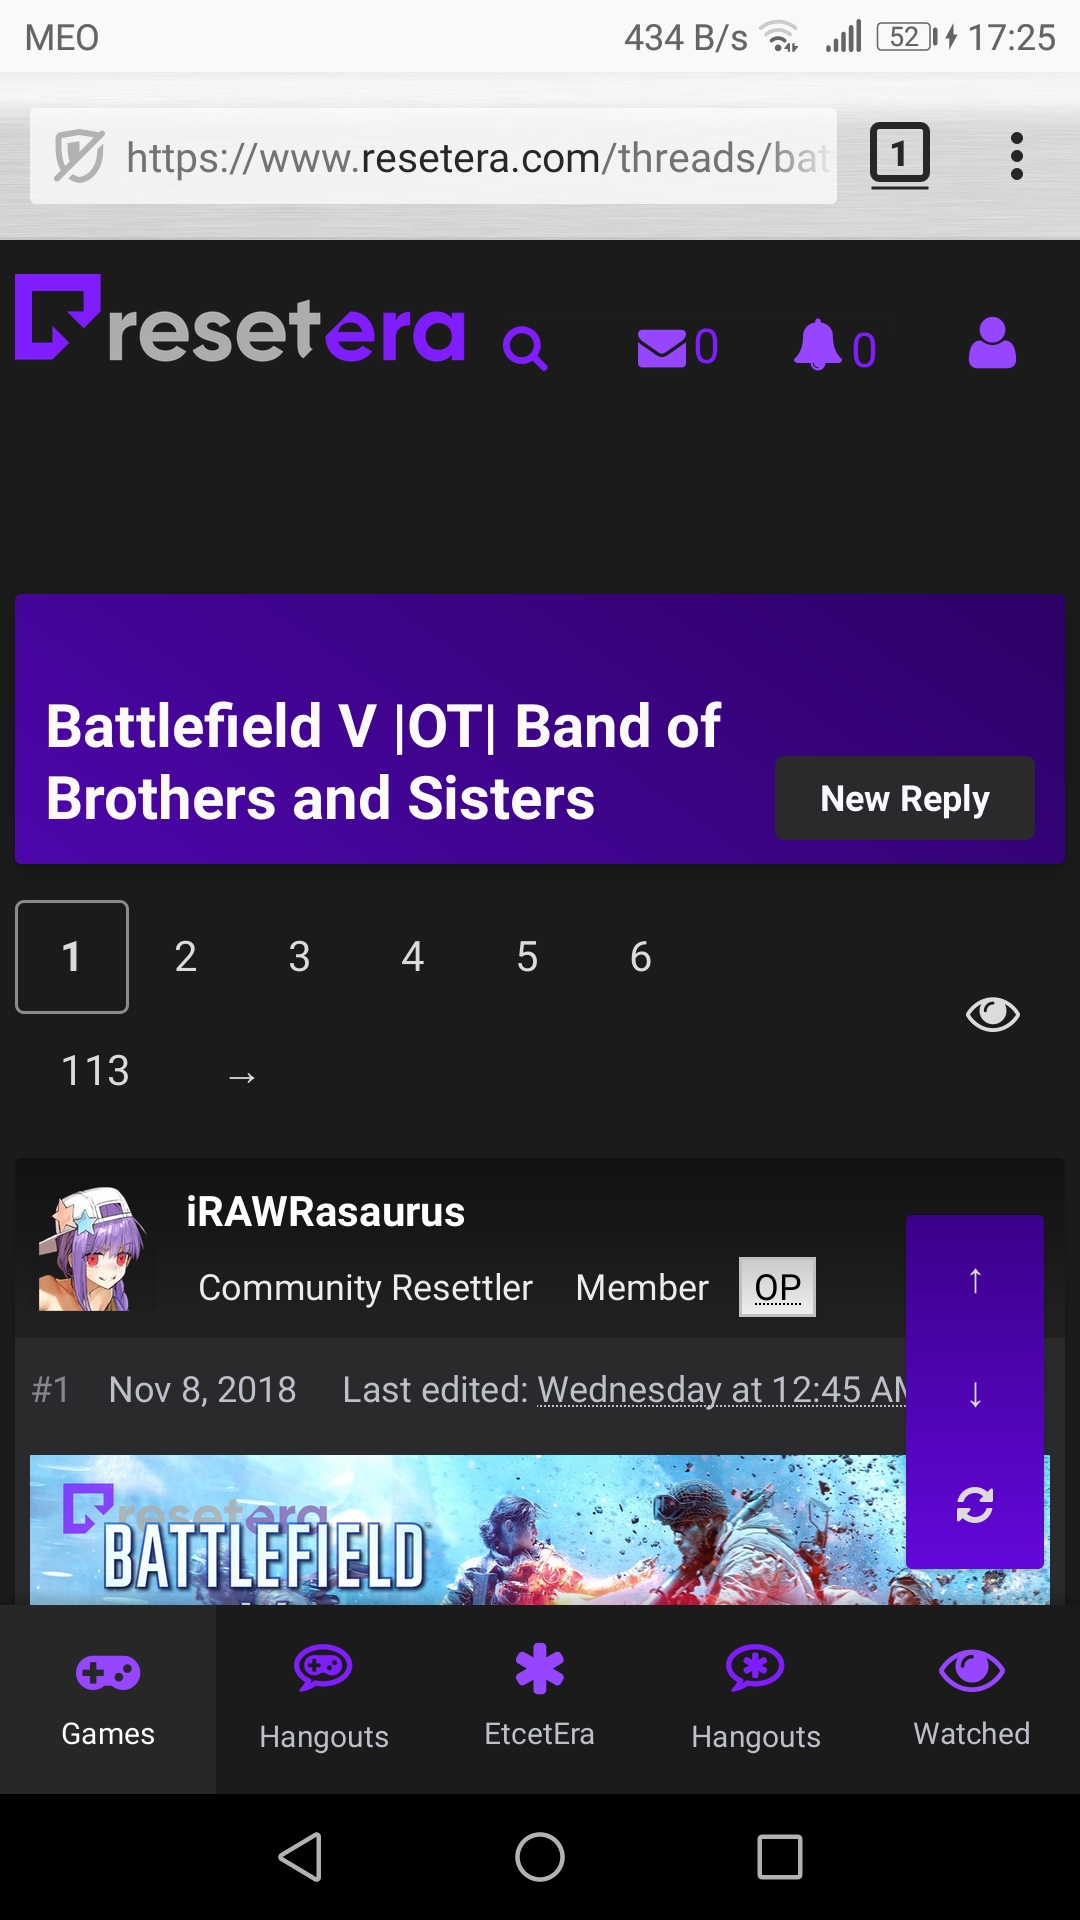 MEO 434 B/s 52 17:25
https://www.resetera.com/threads/bat 1
resetera 0 0
Battlefield V |OT| Band of
Brothers and Sisters
New Reply
1 2 3 4 5 6
113 →
iRAWRasaurus
Community Resettler Member OP
↑
#1 Nov 8, 2018 Last edited: Wednesday at 12:45 AM
↓
resetera
BATTLEFIELD
Games Hangouts EtcetEra Hangouts Watched